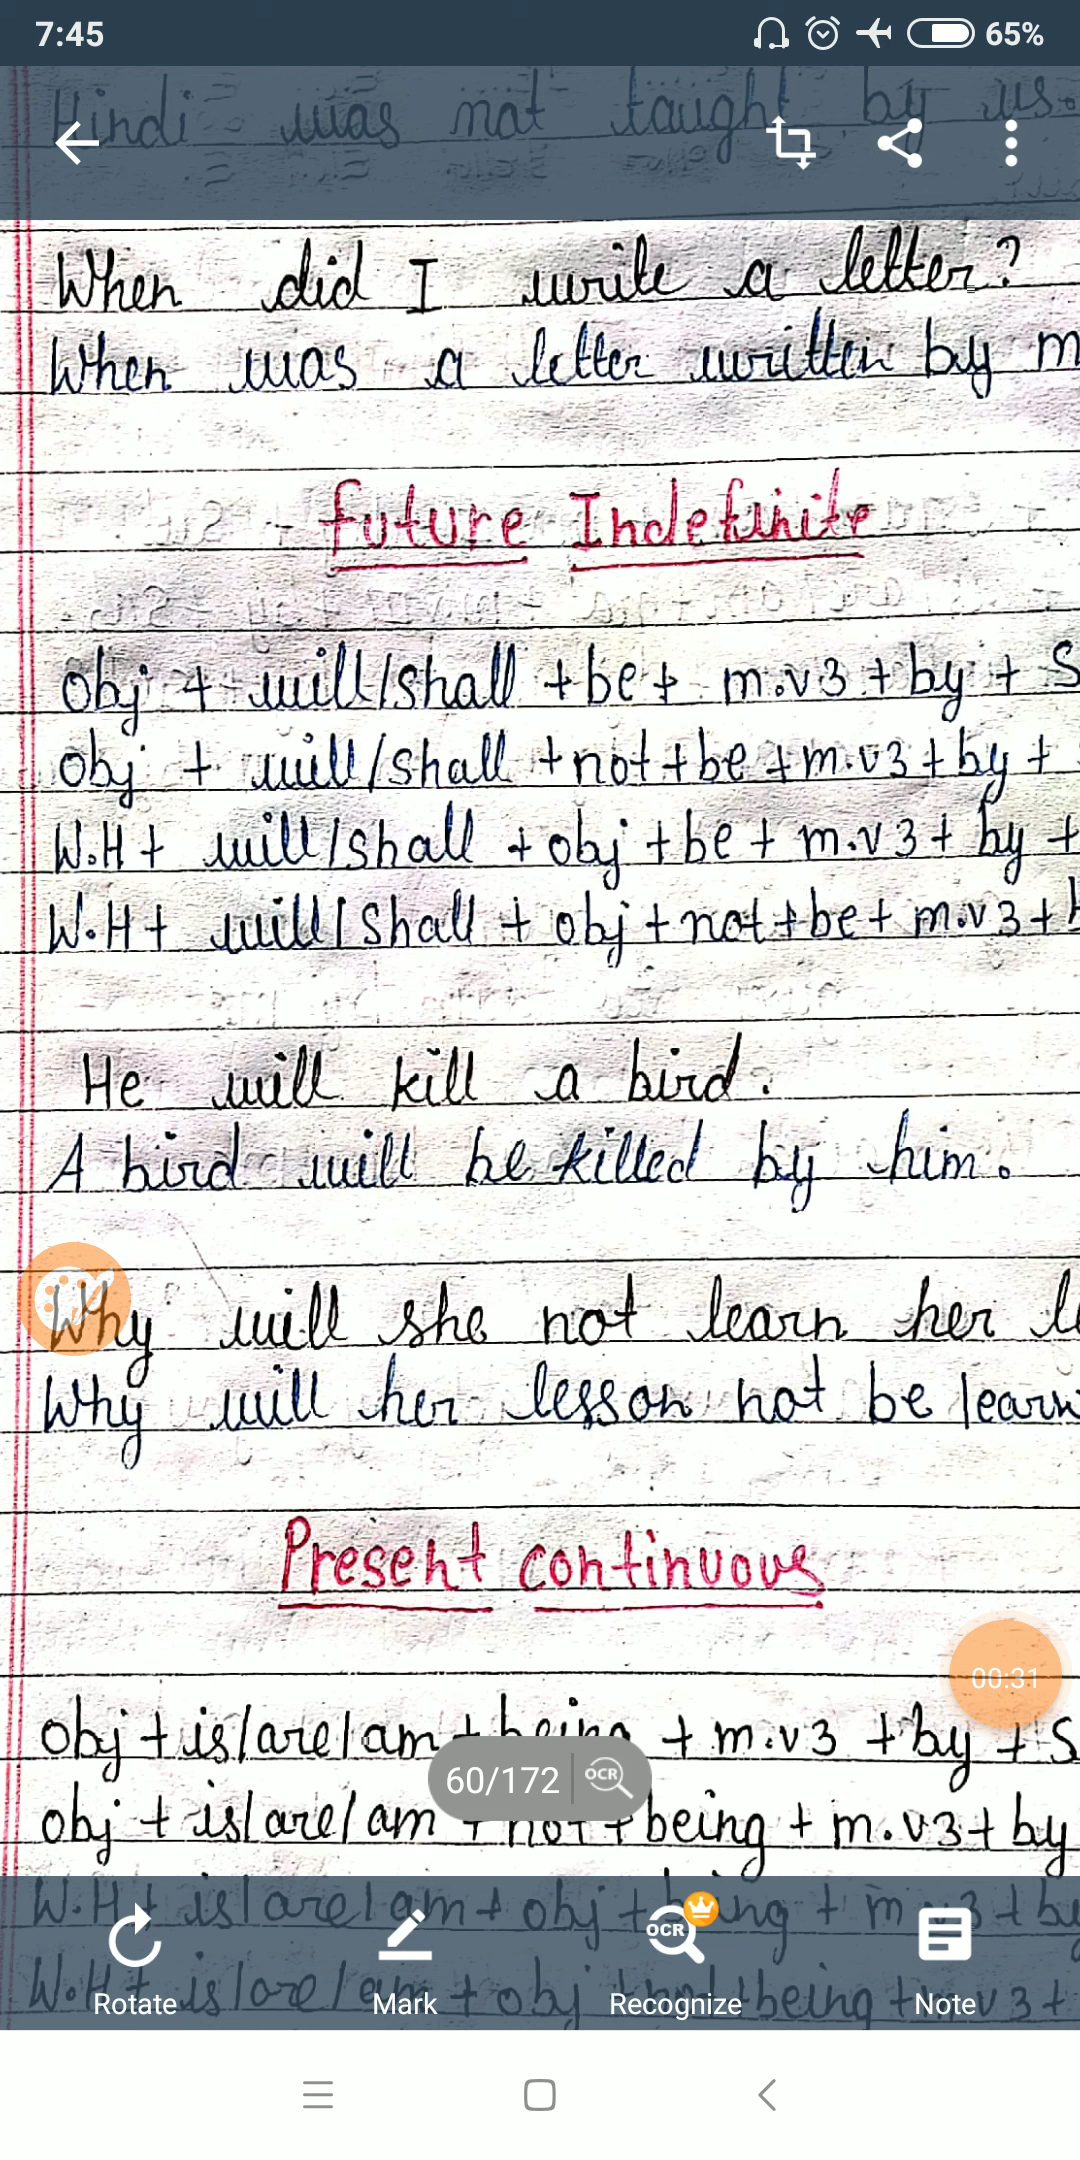 7:45 65%
Hindi was not taught by us.
When did I write a letter?
When was a letter written by m
Future Indefinite
obj + will/shall + be + m.v3 + by + S
obj + will/shall + not + be + m.v3 + by +
W.H + will/shall + obj + be + m.v3 + by +
W.H + will/shall + obj + not + be + m.v3 + b
He will kill a bird.
A bird will be killed by him.
Why will she not learn her le
Why will her lesson not be learn
Present continuous
00:31
obj + is/are/am + being + m.v3 + by + S
60/172 OCR
obj + is/are/am + not + being + m.v3 + by
W.H + is/are/am + obj + being + m.v3 + by
W.H + is/are/am + obj + not + being + m.v3 +
OCR
Rotate Mark Recognize Note